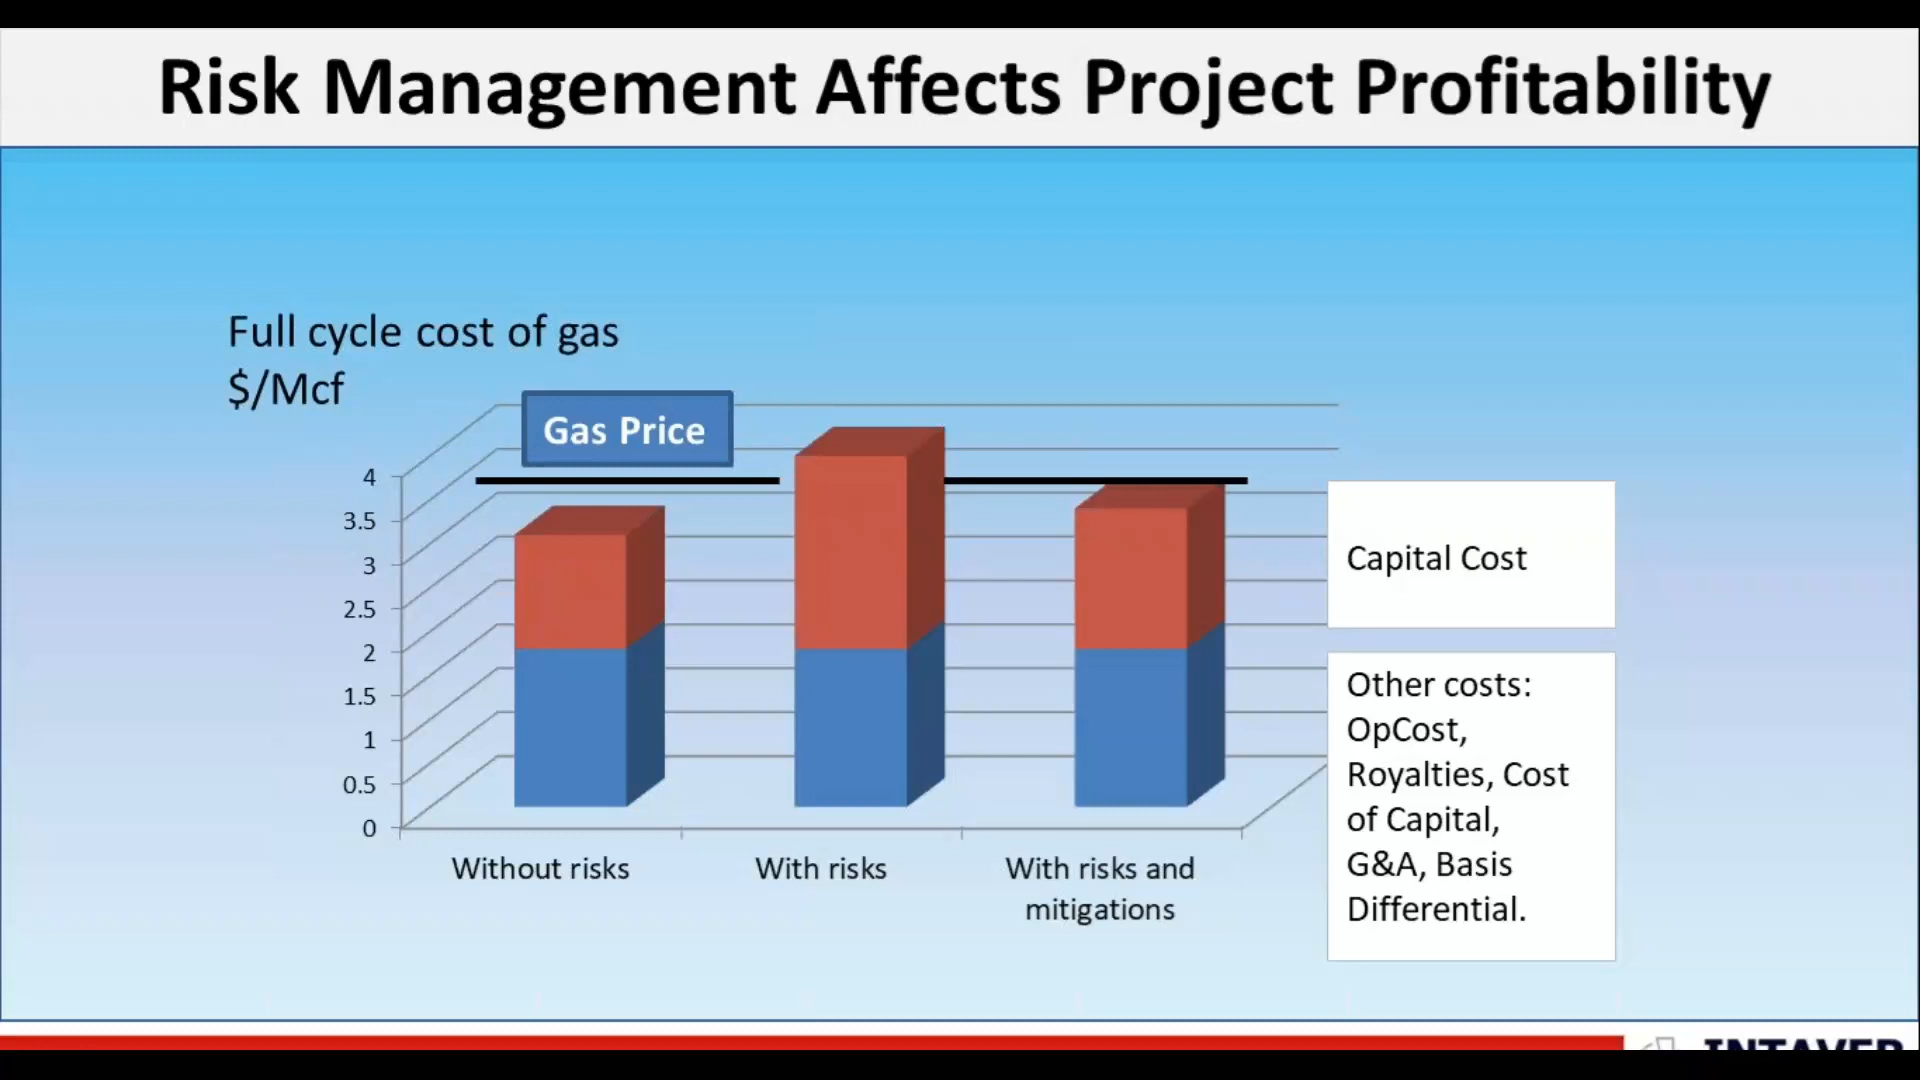 Risk Management Affects Project Profitability
Full cycle cost of gas
$/Mcf
Gas Price
4
3.5
3
2.5
2
1.5
1
0.5
0
Without risks
With risks
With risks and
mitigations
Capital Cost
Other costs:
OpCost,
Royalties, Cost
of Capital,
G&A, Basis
Differential.
INTAVER